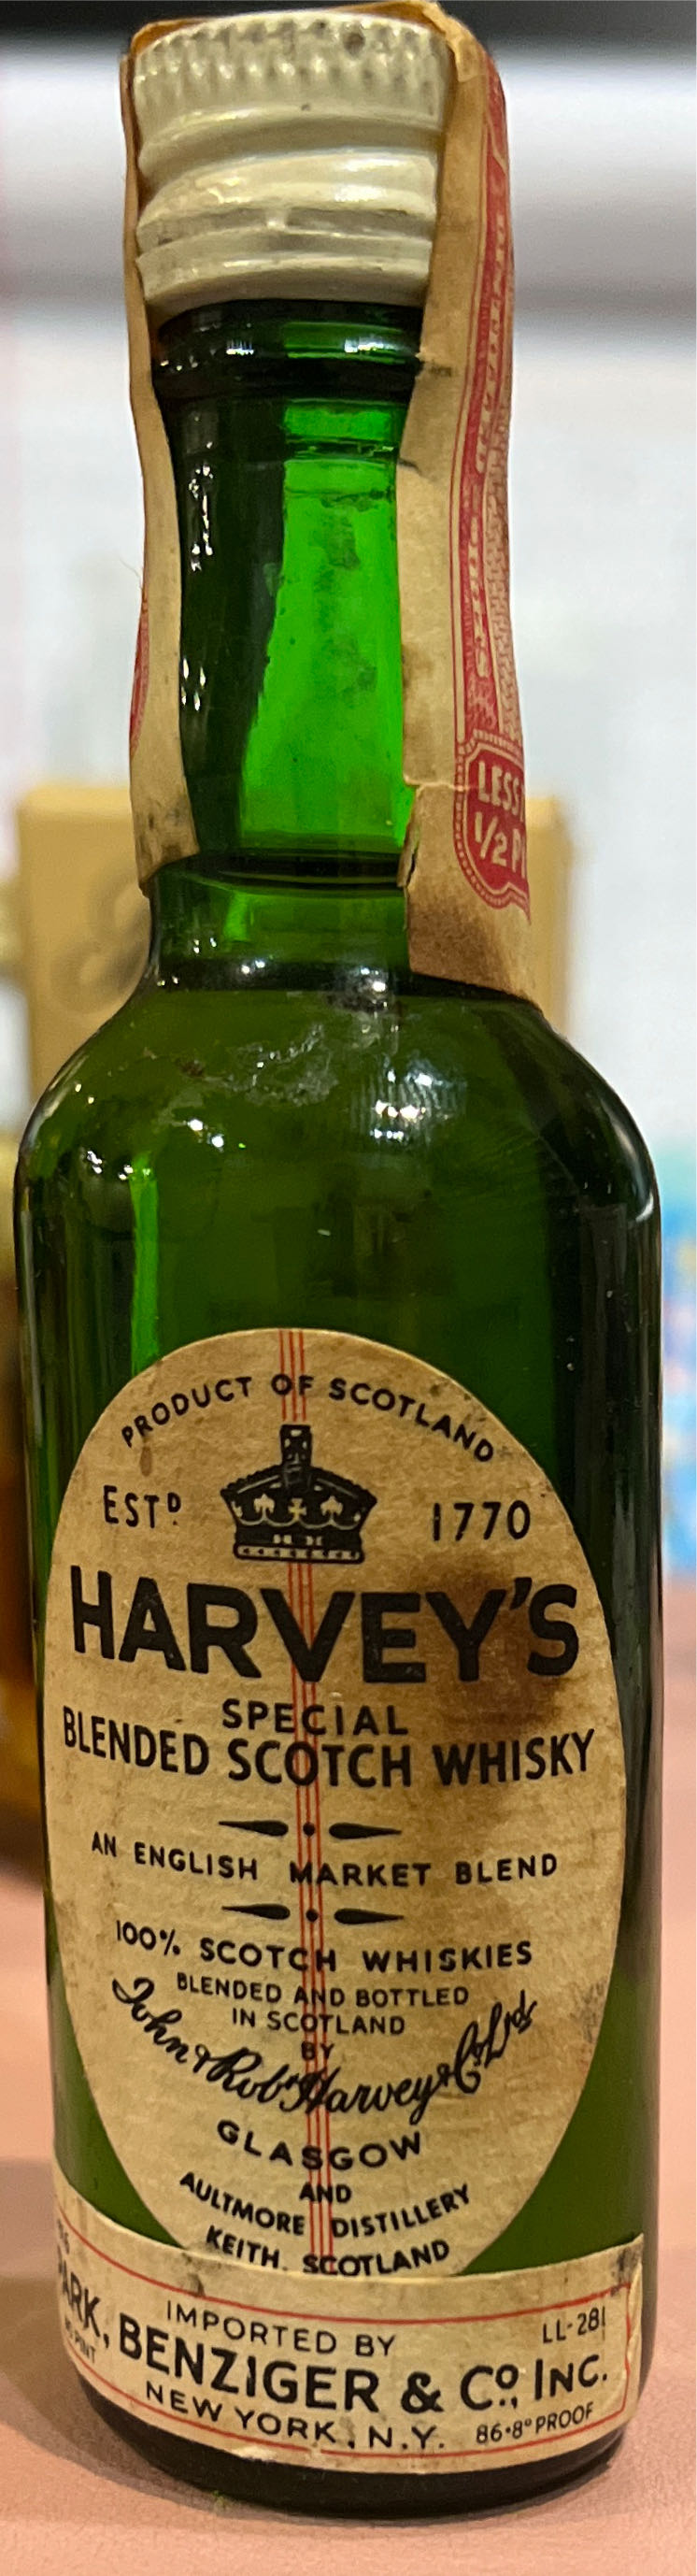 LESS
1/2 P
PRODUCT OF SCOTLAND
ESTD 1770
HARVEY'S
SPECIAL
BLENDED SCOTCH WHISKY
AN ENGLISH MARKET BLEND
100% SCOTCH WHISKIES
BLENDED AND BOTTLED
IN SCOTLAND
BY
John & Robt Harvey & Co Ltd
GLASGOW
AND
AULTMORE DISTILLERY
KEITH. SCOTLAND
IMPORTED BY LL-281
ARK, BENZIGER & Co., INC.
PINT NEW YORK, N.Y. 86·8° PROOF